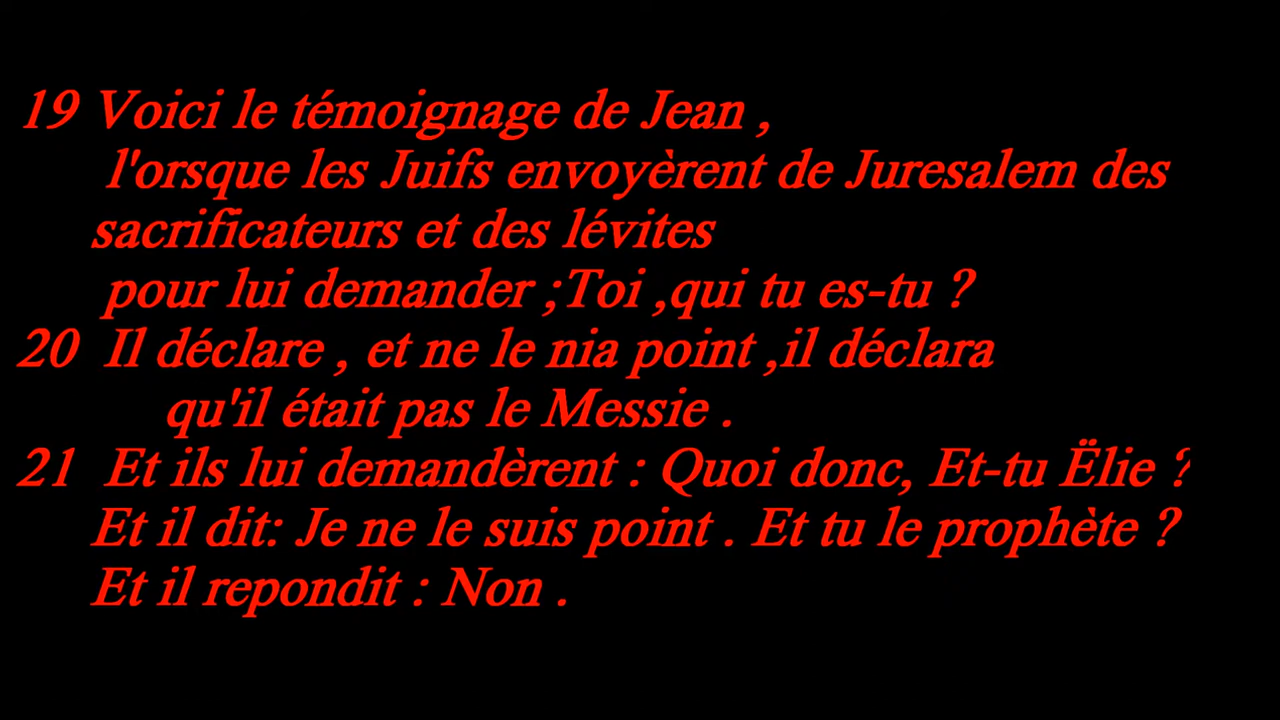 19 Voici le témoignage de Jean ,
l'orsque les Juifs envoyèrent de Juresalem des
sacrificateurs et des lévites
pour lui demander ;Toi ,qui tu es-tu ?
20 Il déclare , et ne le nia point ,il déclara
qu'il était pas le Messie .
21 Et ils lui demandèrent : Quoi donc, Et-tu Ëlie ?
Et il dit: Je ne le suis point . Et tu le prophète ?
Et il repondit : Non .